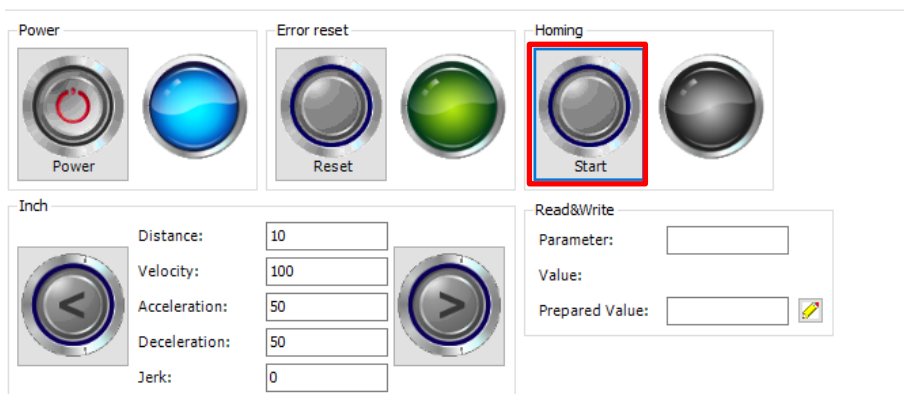 Power
Error reset
Homing
Power
Reset
Start
Inch
Distance: 10
Velocity: 100
Acceleration: 50
Deceleration: 50
Jerk: 0
<
>
Read&Write
Parameter:
Value:
Prepared Value: